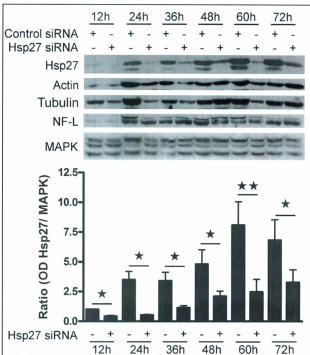 12h 24h 36h 48h 60h 72h
Control siRNA + - + - + - + - + - + -
Hsp27 siRNA - + - + - + - + - + - +
Hsp27
Actin
Tubulin
NF-L
MAPK
Ratio (OD Hsp27/ MAPK)
12.5
10.0
7.5
5.0
2.5
0.0
★ ★ ★ ★ ★★ ★
Hsp27 siRNA - + - + - + - + - + - +
12h 24h 36h 48h 60h 72h